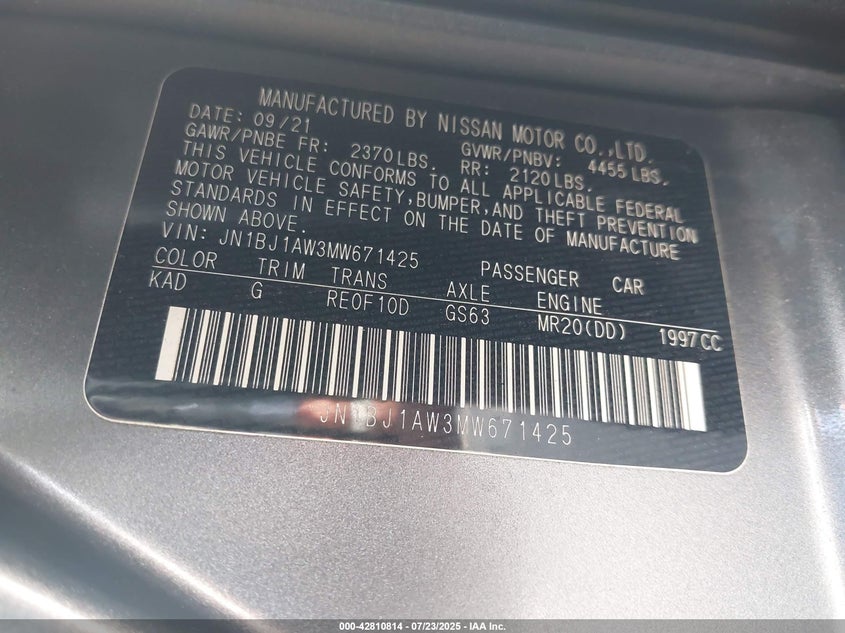 MANUFACTURED BY NISSAN MOTOR CO.,LTD.
DATE: 09/21 GVWR/PNBV: 4455LBS.
GAWR/PNBE FR: 2370LBS. RR: 2120LBS.
THIS VEHICLE CONFORMS TO ALL APPLICABLE FEDERAL
MOTOR VEHICLE SAFETY,BUMPER,AND THEFT PREVENTION
STANDARDS IN EFFECT ON THE DATE OF MANUFACTURE
SHOWN ABOVE.
VIN: JN1BJ1AW3MW671425 PASSENGER CAR
COLOR TRIM TRANS AXLE ENGINE
KAD G RE0F10D GS63 MR20(DD) 1997CC
JN1BJ1AW3MW671425
000-42810814 - 07/23/2025 - IAA Inc.